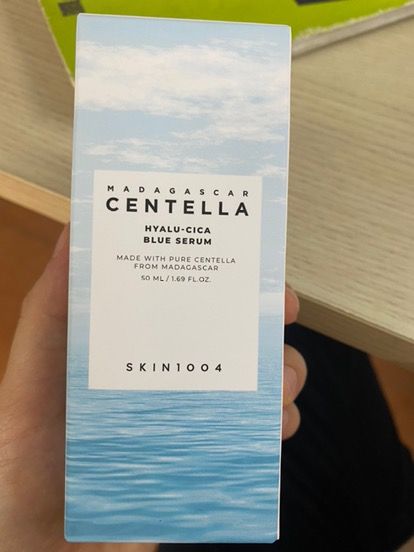 MADAGASCAR
CENTELLA
HYALU-CICA
BLUE SERUM
MADE WITH PURE CENTELLA
FROM MADAGASCAR
50 ML / 1.69 FL.OZ.
SKIN1004